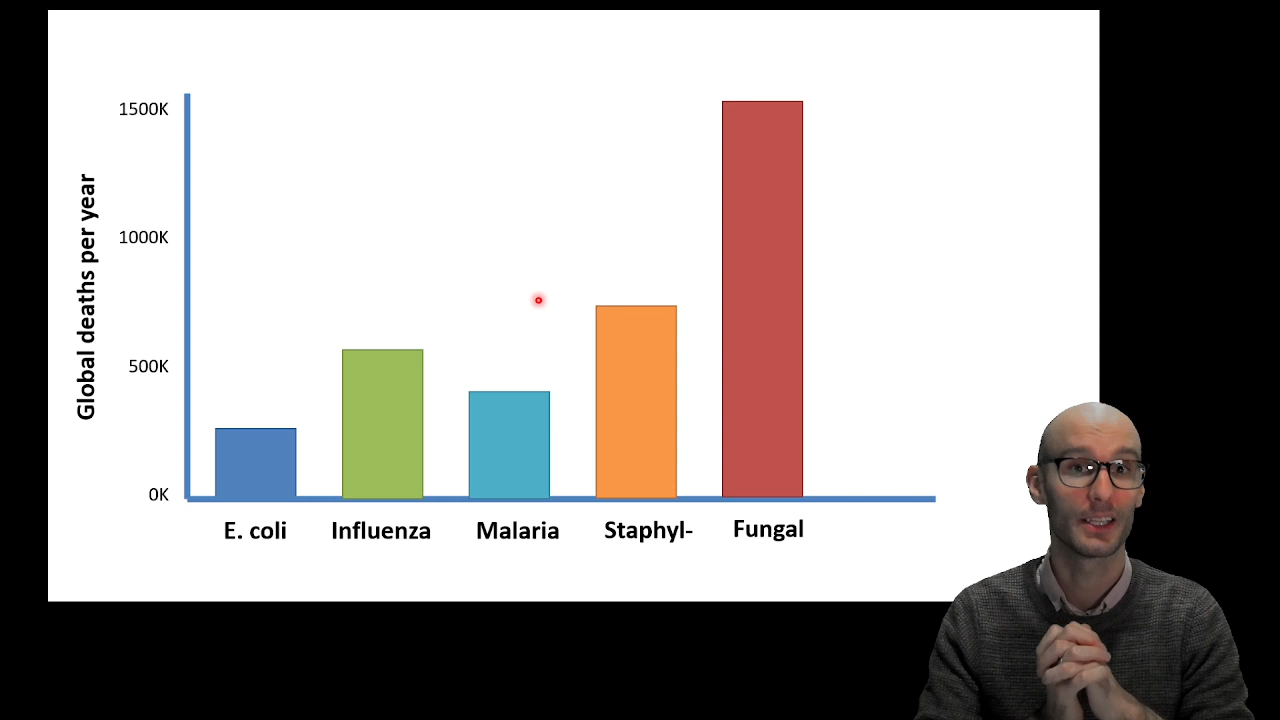 1500K
1000K
500K
0K
Global deaths per year
E. coli
Influenza
Malaria
Staphyl-
Fungal